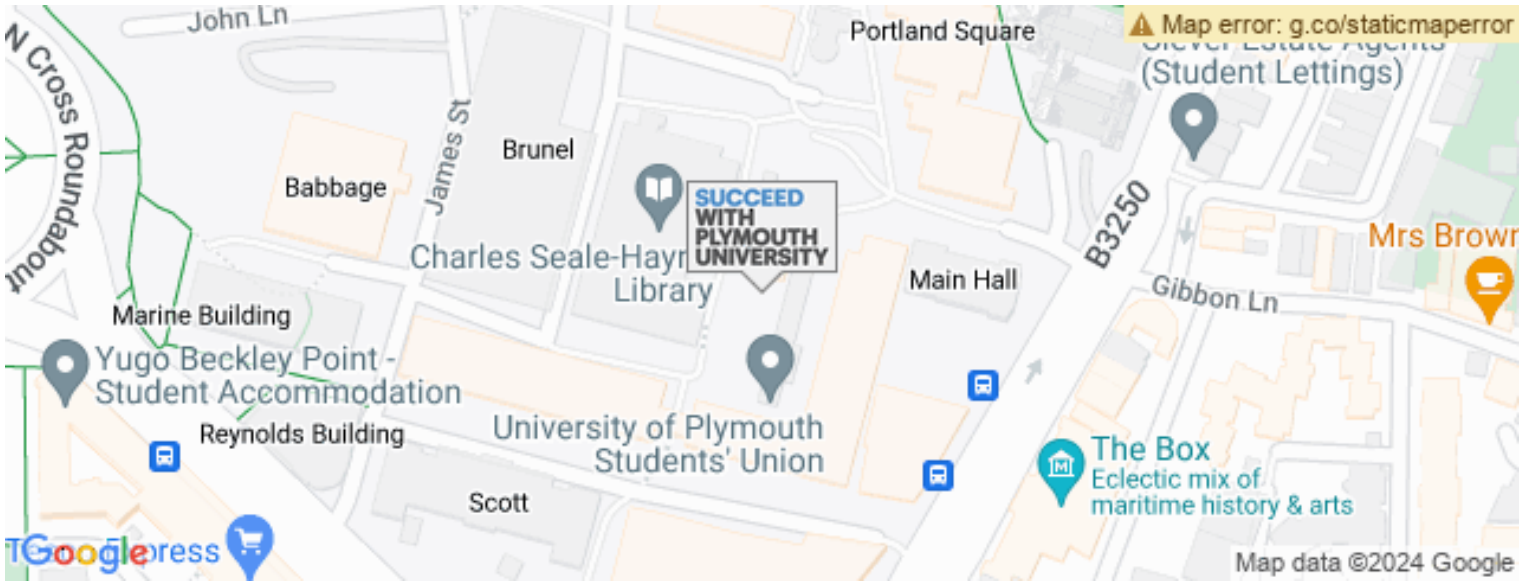 John Ln
Portland Square
Map error: g.co/staticmaperror
Clever Estate Agents
(Student Lettings)
N Cross Roundabout
James St
Brunel
Babbage
SUCCEED
WITH
PLYMOUTH
UNIVERSITY
B3250
Mrs Brown
Charles Seale-Hayn
Library
Main Hall
Gibbon Ln
Marine Building
Yugo Beckley Point -
Student Accommodation
Reynolds Building
University of Plymouth
Students' Union
The Box
Eclectic mix of
maritime history & arts
Scott
Google
Map data ©2024 Google